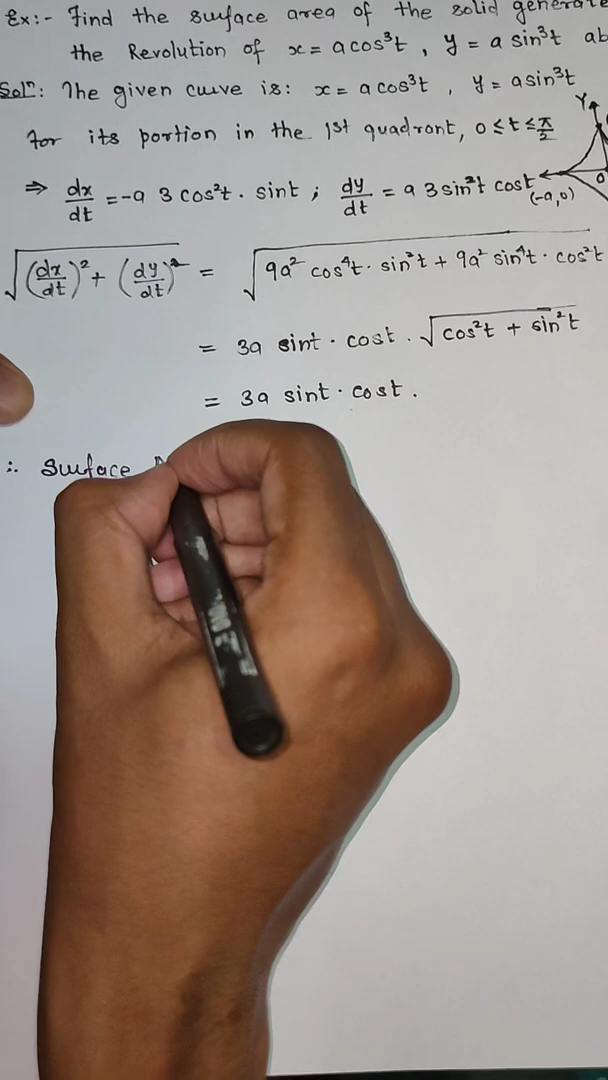 Ex:- Find the surface area of the solid generate
the Revolution of x = a cos³t , y = a sin³t ab
Solⁿ: The given curve is: x = a cos³t , y = a sin³t
for its portion in the 1st quadront, 0 ≤ t ≤ π/2
Y
0
(-a,0)
⇒ dx/dt = -a 3 cos²t · sint ; dy/dt = a 3 sin²t cost
√((dx/dt)² + (dy/dt)²) = √(9a² cos⁴t · sin²t + 9a² sin⁴t · cos²t)
= 3a sint · cost · √(cos²t + sin²t)
= 3a sint · cost .
∴ Surface